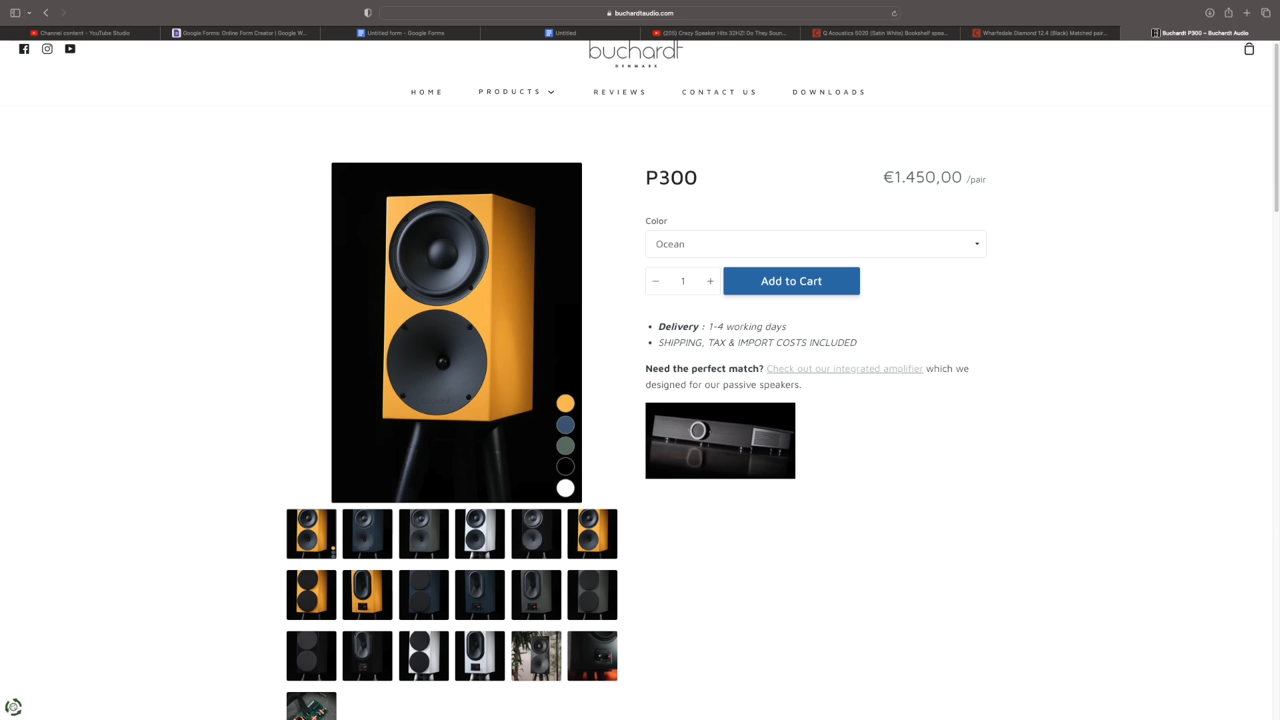 buchardtaudio.com
Channel content - YouTube Studio
Google Forms: Online Form Creator | Google W...
Untitled form - Google Forms
Untitled
(205) Crazy Speaker Hits 32HZ! Do They Soun...
Q Acoustics 5020 (Satin White) Bookshelf spea...
Wharfedale Diamond 12.4 (Black) Matched pair...
Buchardt P300 – Buchardt Audio
buchardt
DENMARK
HOME
PRODUCTS
REVIEWS
CONTACT US
DOWNLOADS
P300
€1.450,00 /pair
Color
Ocean
− 1 +
Add to Cart
• Delivery : 1-4 working days
• SHIPPING, TAX & IMPORT COSTS INCLUDED
Need the perfect match? Check out our integrated amplifier which we
designed for our passive speakers.